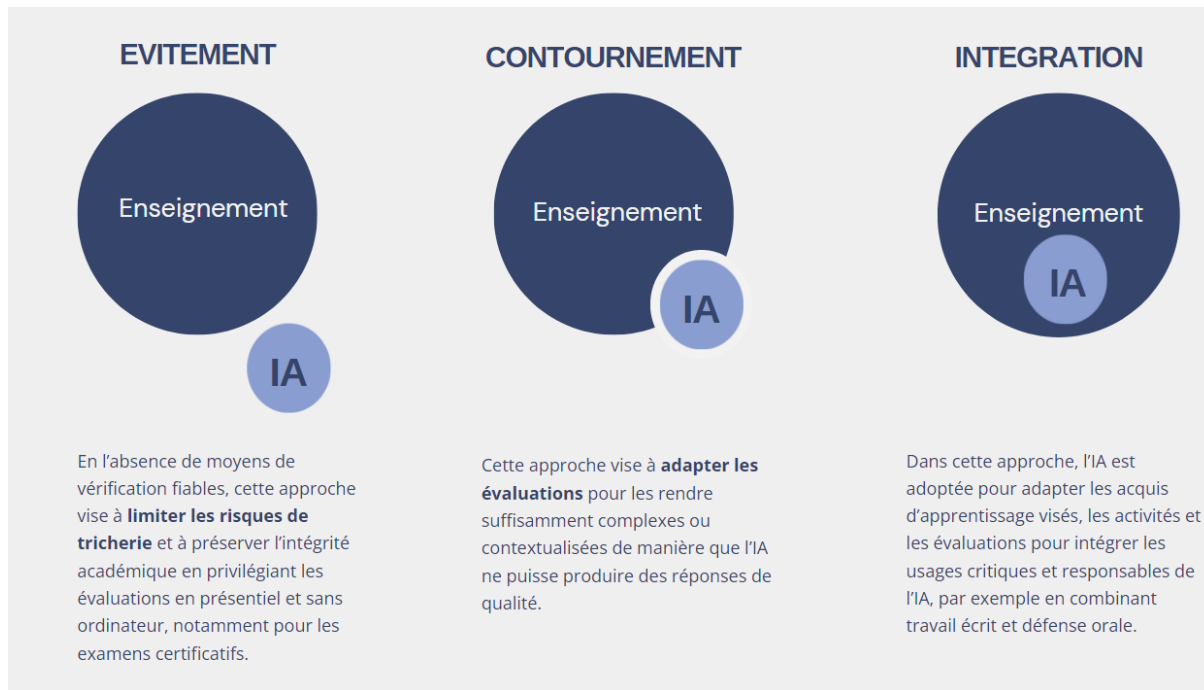 EVITEMENT
Enseignement
IA
En l’absence de moyens de
vérification fiables, cette approche
vise à limiter les risques de
tricherie et à préserver l’intégrité
académique en privilégiant les
évaluations en présentiel et sans
ordinateur, notamment pour les
examens certificatifs.
CONTOURNEMENT
Enseignement
IA
Cette approche vise à adapter les
évaluations pour les rendre
suffisamment complexes ou
contextualisées de manière que l’IA
ne puisse produire des réponses de
qualité.
INTEGRATION
Enseignement
IA
Dans cette approche, l’IA est
adoptée pour adapter les acquis
d’apprentissage visés, les activités et
les évaluations pour intégrer les
usages critiques et responsables de
l’IA, par exemple en combinant
travail écrit et défense orale.